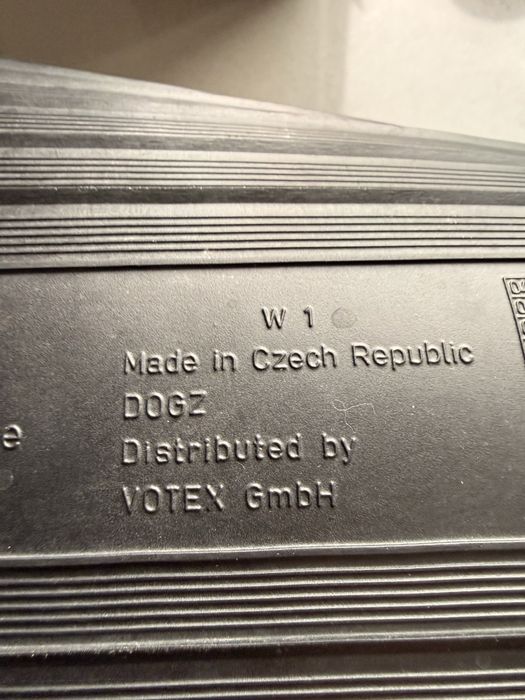 W 1
Made in Czech Republic
DOGZ
Distributed by
VOTEX GmbH